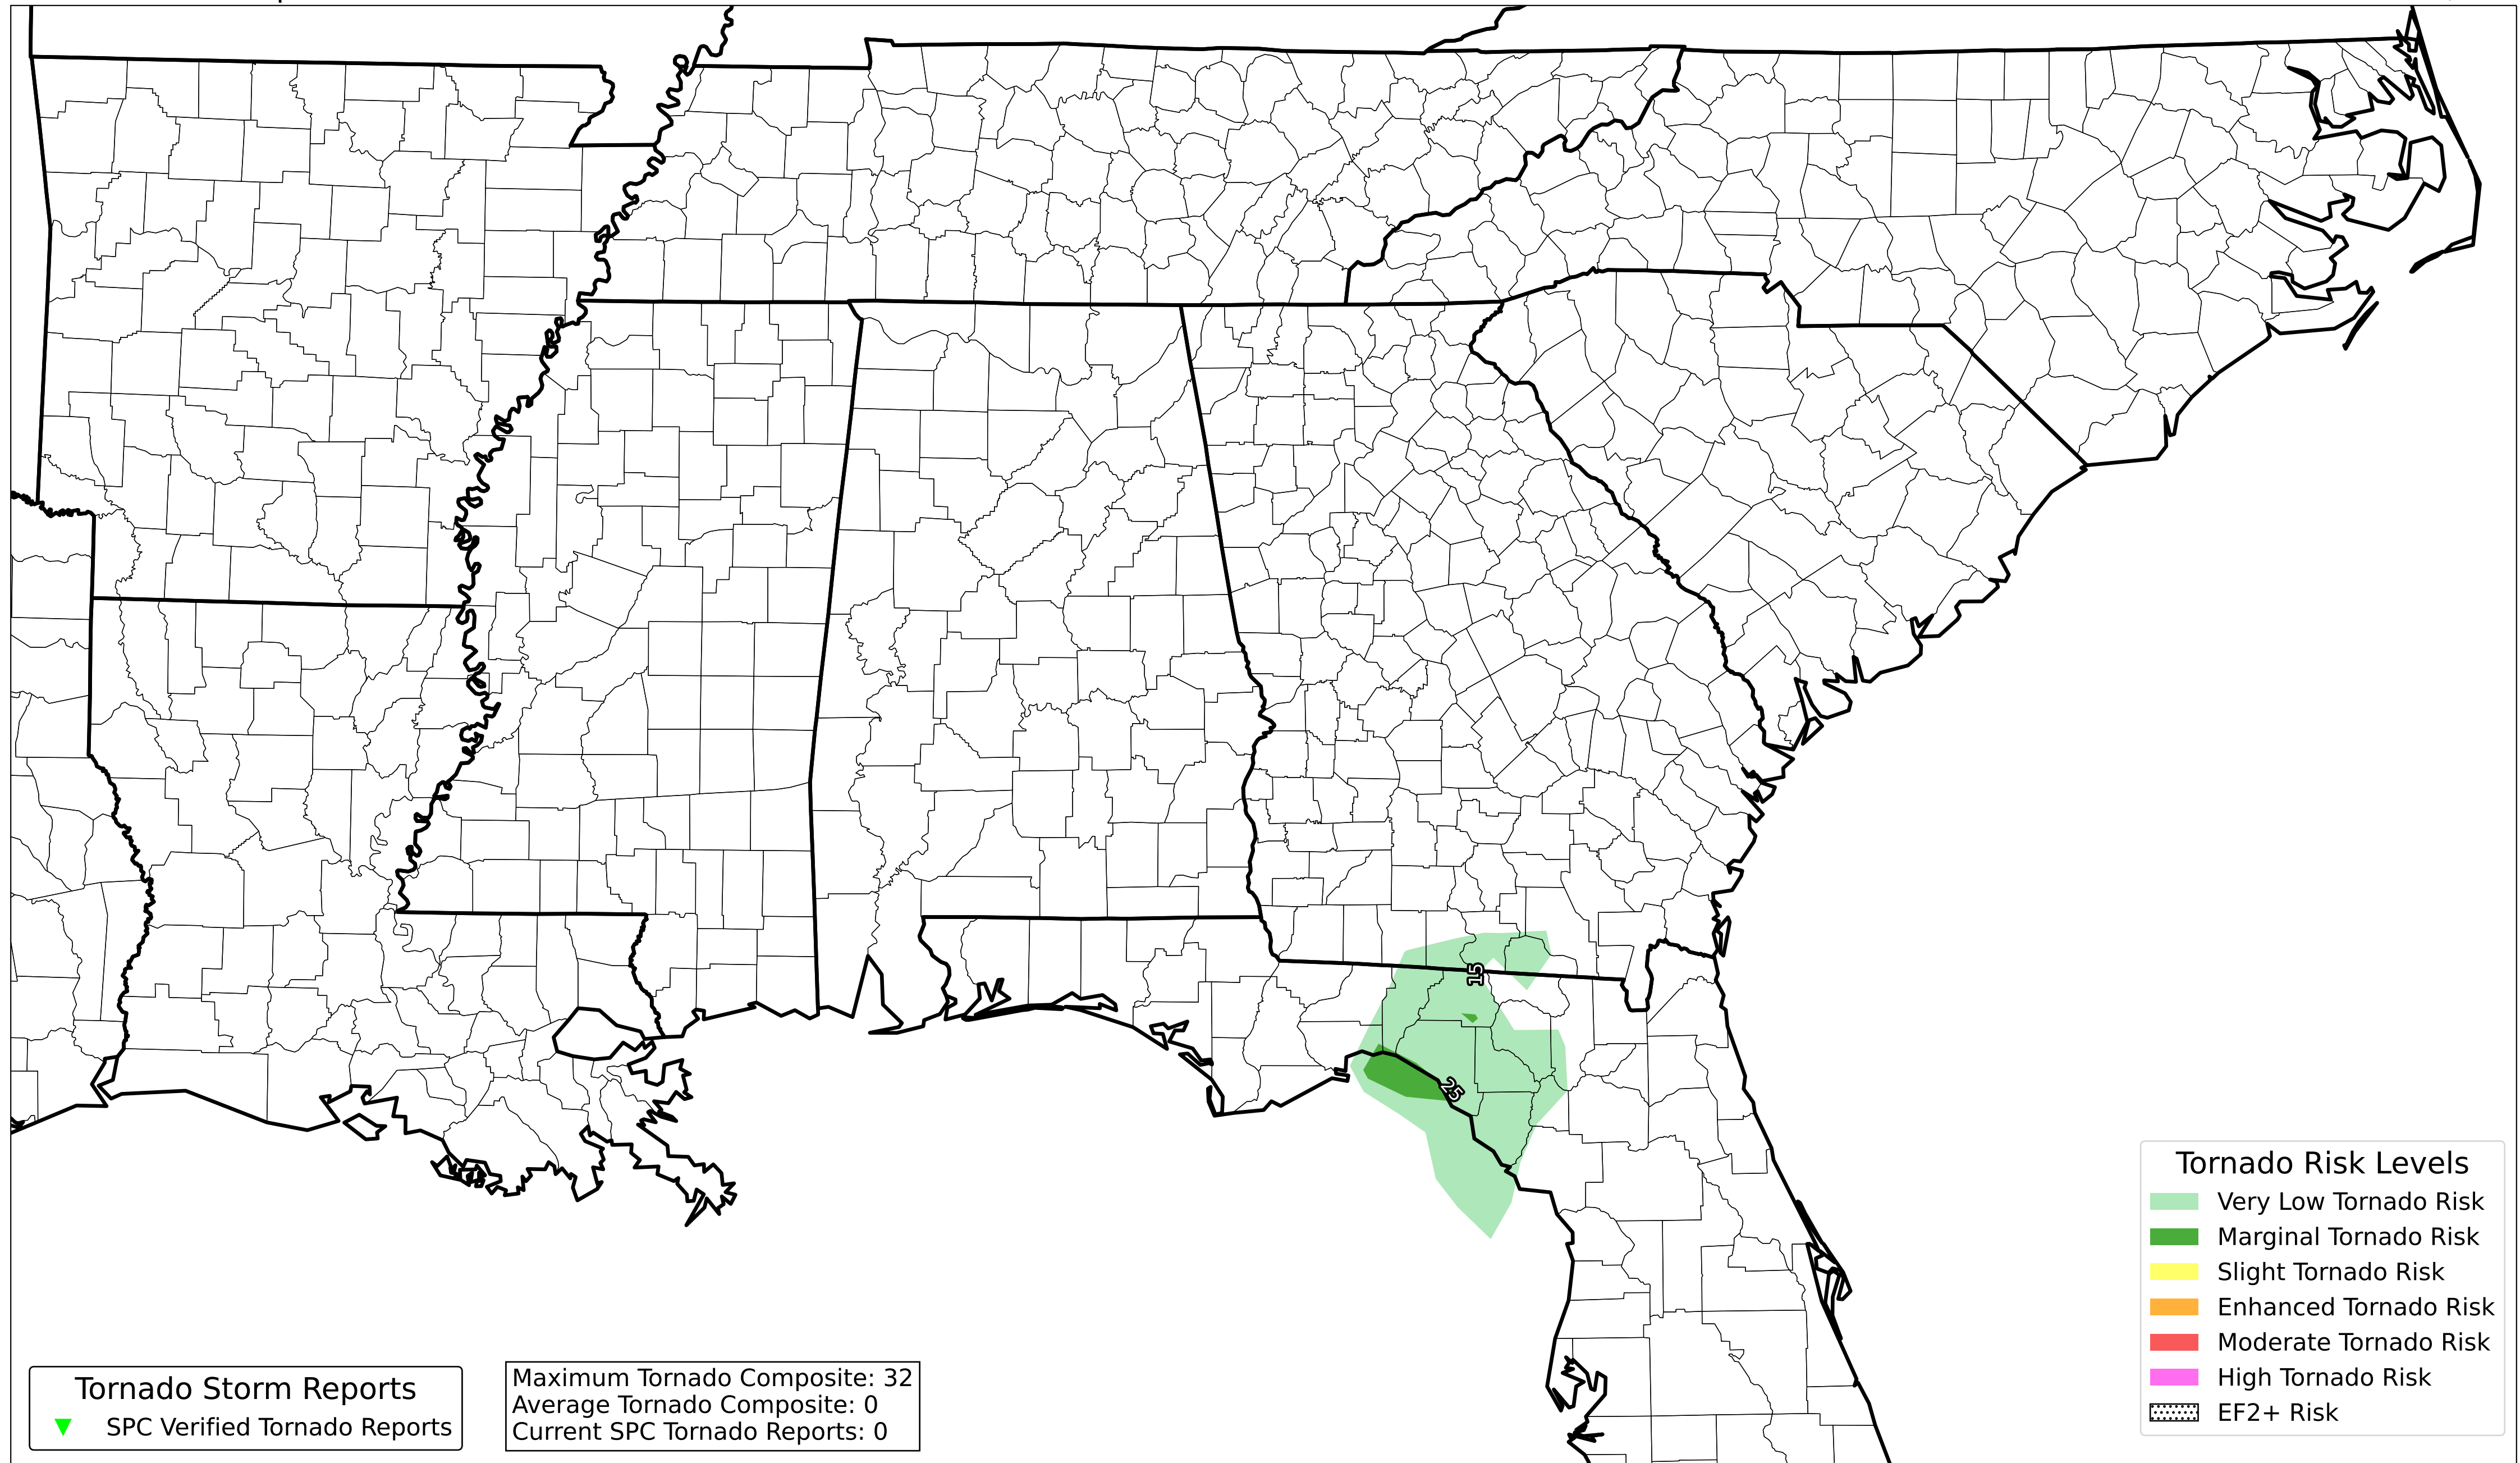 15
25
Tornado Risk Levels
Very Low Tornado Risk
Marginal Tornado Risk
Slight Tornado Risk
Enhanced Tornado Risk
Moderate Tornado Risk
High Tornado Risk
EF2+ Risk
Tornado Storm Reports
SPC Verified Tornado Reports
Maximum Tornado Composite: 32
Average Tornado Composite: 0
Current SPC Tornado Reports: 0